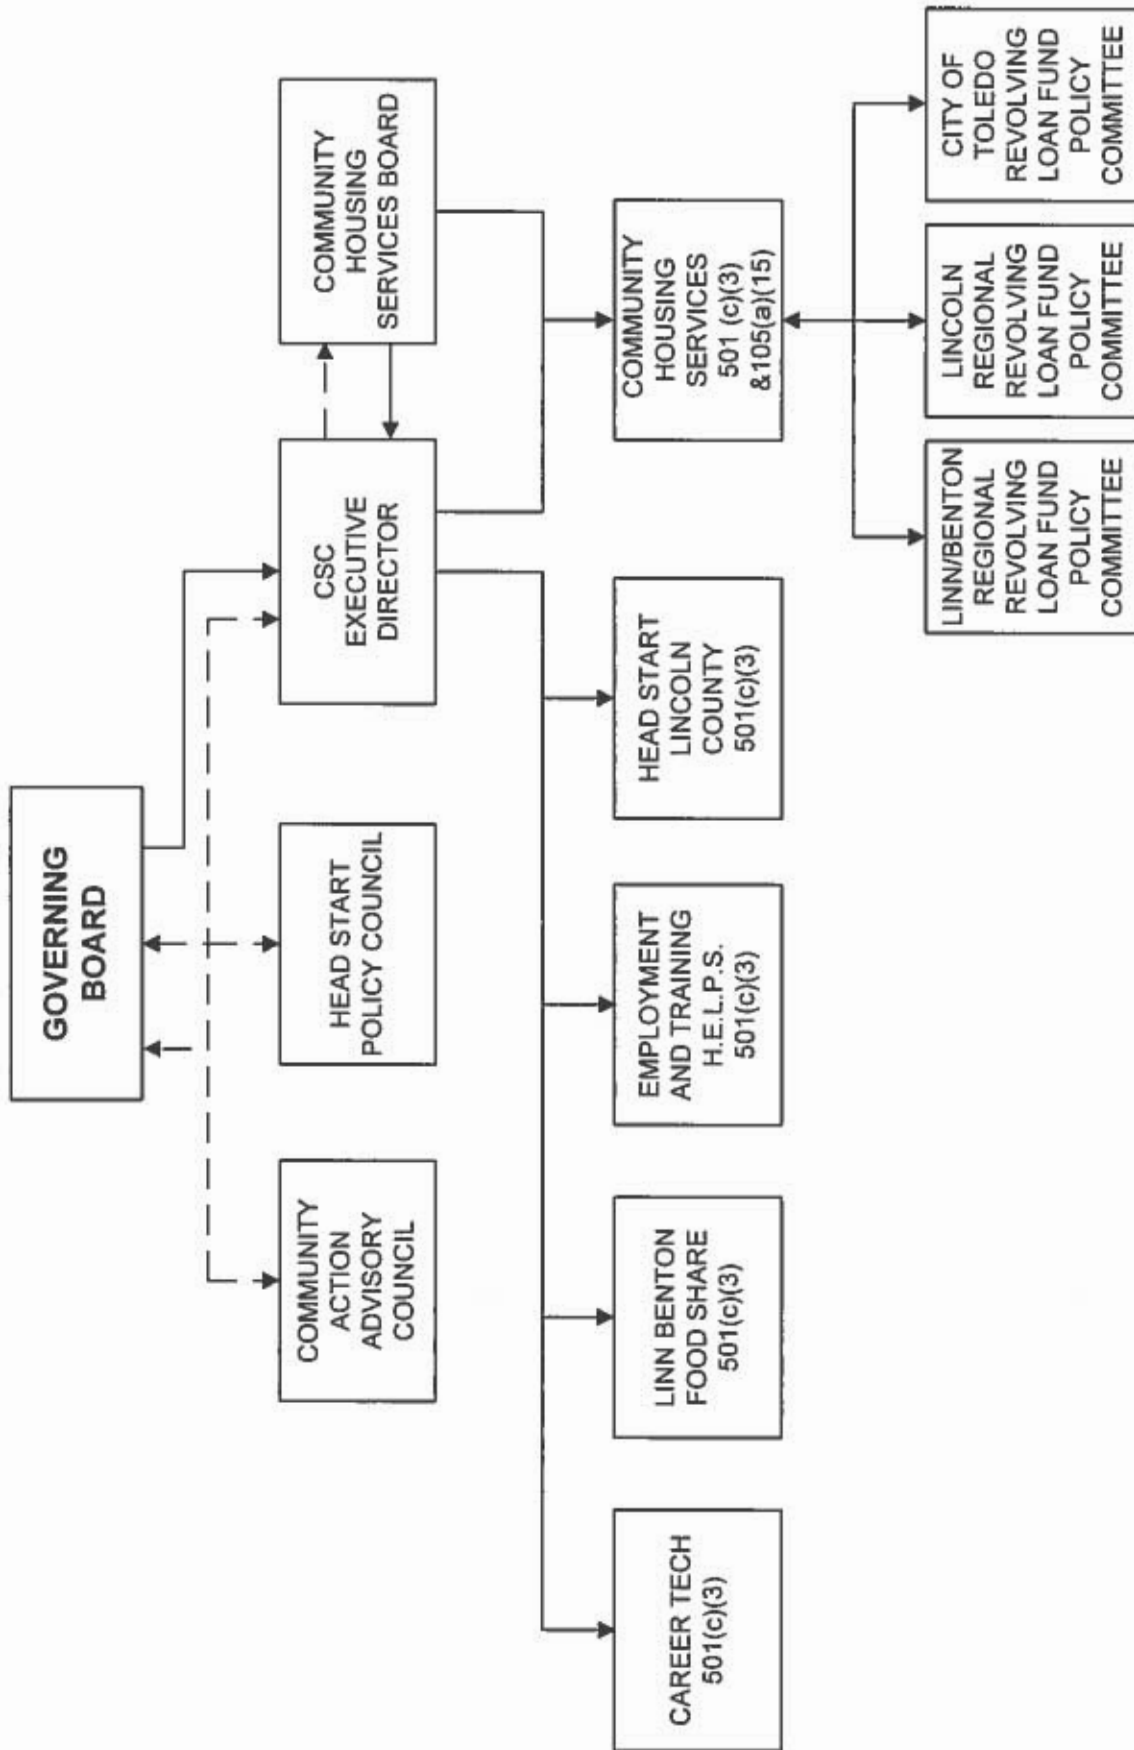 GOVERNING
BOARD
COMMUNITY
ACTION
ADVISORY
COUNCIL
HEAD START
POLICY COUNCIL
CSC
EXECUTIVE
DIRECTOR
COMMUNITY
HOUSING
SERVICES BOARD
CAREER TECH
501(c)(3)
LINN BENTON
FOOD SHARE
501(c)(3)
EMPLOYMENT
AND TRAINING
H.E.L.P.S.
501(c)(3)
HEAD START
LINCOLN
COUNTY
501(c)(3)
COMMUNITY
HOUSING
SERVICES
501 (c)(3)
&105(a)(15)
LINN/BENTON
REGIONAL
REVOLVING
LOAN FUND
POLICY
COMMITTEE
LINCOLN
REGIONAL
REVOLVING
LOAN FUND
POLICY
COMMITTEE
CITY OF
TOLEDO
REVOLVING
LOAN FUND
POLICY
COMMITTEE